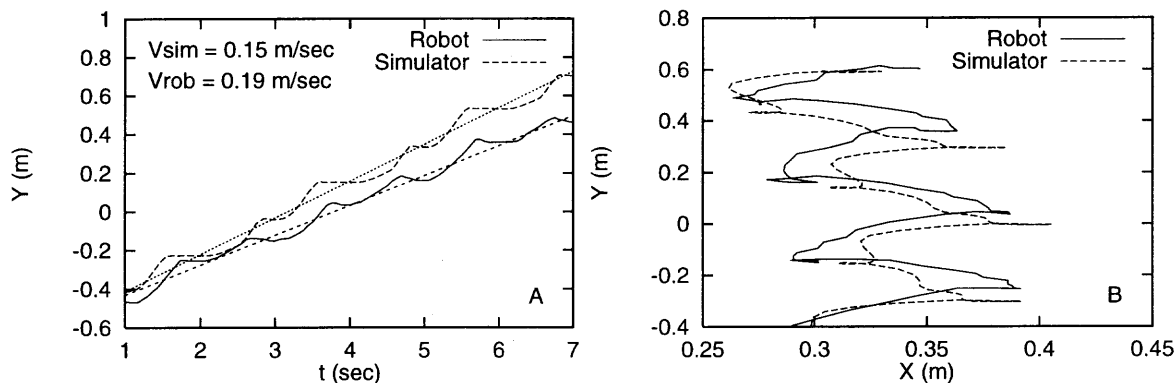 1
0.8
0.6
0.4
0.2
0
-0.2
-0.4
-0.6
Y (m)
Vsim = 0.15 m/sec
Vrob = 0.19 m/sec
Robot
Simulator
A
1
2
3
4
5
6
7
t (sec)
0.8
0.6
0.4
0.2
0
-0.2
0.4
Y (m)
Robot
Simulator
B
0.25
0.3
0.35
0.4
0.45
X (m)